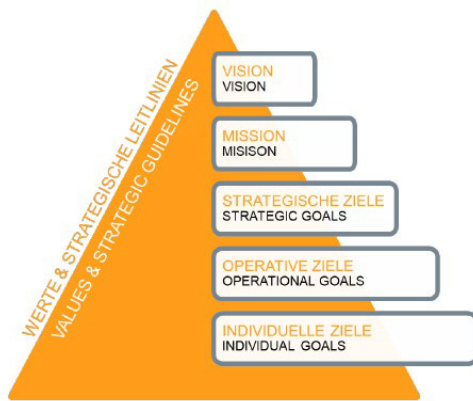 WERTE & STRATEGISCHE LEITLINIEN
VALUES & STRATEGIC GUIDELINES
VISION
VISION
MISSION
MISISON
STRATEGISCHE ZIELE
STRATEGIC GOALS
OPERATIVE ZIELE
OPERATIONAL GOALS
INDIVIDUELLE ZIELE
INDIVIDUAL GOALS